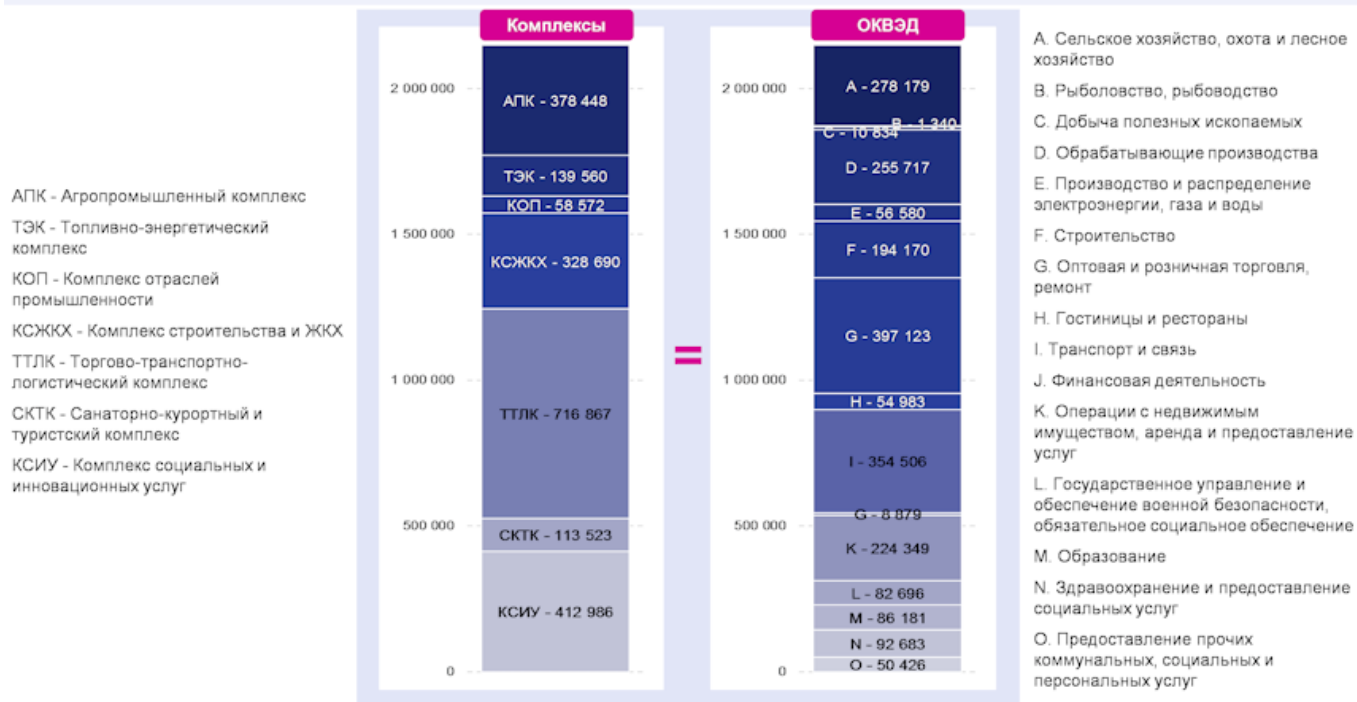 Комплексы
2 000 000
1 500 000
1 000 000
500 000
0
АПК - 378 448
ТЭК - 139 560
КОП - 58 572
КСЖКХ - 328 690
ТТЛК - 716 867
СКТК - 113 523
КСИУ - 412 986
АПК - Агропромышленный комплекс
ТЭК - Топливно-энергетический
комплекс
КОП - Комплекс отраслей
промышленности
КСЖКХ - Комплекс строительства и ЖКХ
ТТЛК - Торгово-транспортно-
логистический комплекс
СКТК - Санаторно-курортный и
туристский комплекс
КСИУ - Комплекс социальных и
инновационных услуг
=
ОКВЭД
2 000 000
1 500 000
1 000 000
500 000
0
A - 278 179
B - 1 340
C - 10 834
D - 255 717
E - 56 580
F - 194 170
G - 397 123
H - 54 983
I - 354 506
G - 8 879
K - 224 349
L - 82 696
M - 86 181
N - 92 683
O - 50 426
A. Сельское хозяйство, охота и лесное
хозяйство
B. Рыболовство, рыбоводство
C. Добыча полезных ископаемых
D. Обрабатывающие производства
E. Производство и распределение
электроэнергии, газа и воды
F. Строительство
G. Оптовая и розничная торговля,
ремонт
H. Гостиницы и рестораны
I. Транспорт и связь
J. Финансовая деятельность
K. Операции с недвижимым
имуществом, аренда и предоставление
услуг
L. Государственное управление и
обеспечение военной безопасности,
обязательное социальное обеспечение
M. Образование
N. Здравоохранение и предоставление
социальных услуг
O. Предоставление прочих
коммунальных, социальных и
персональных услуг